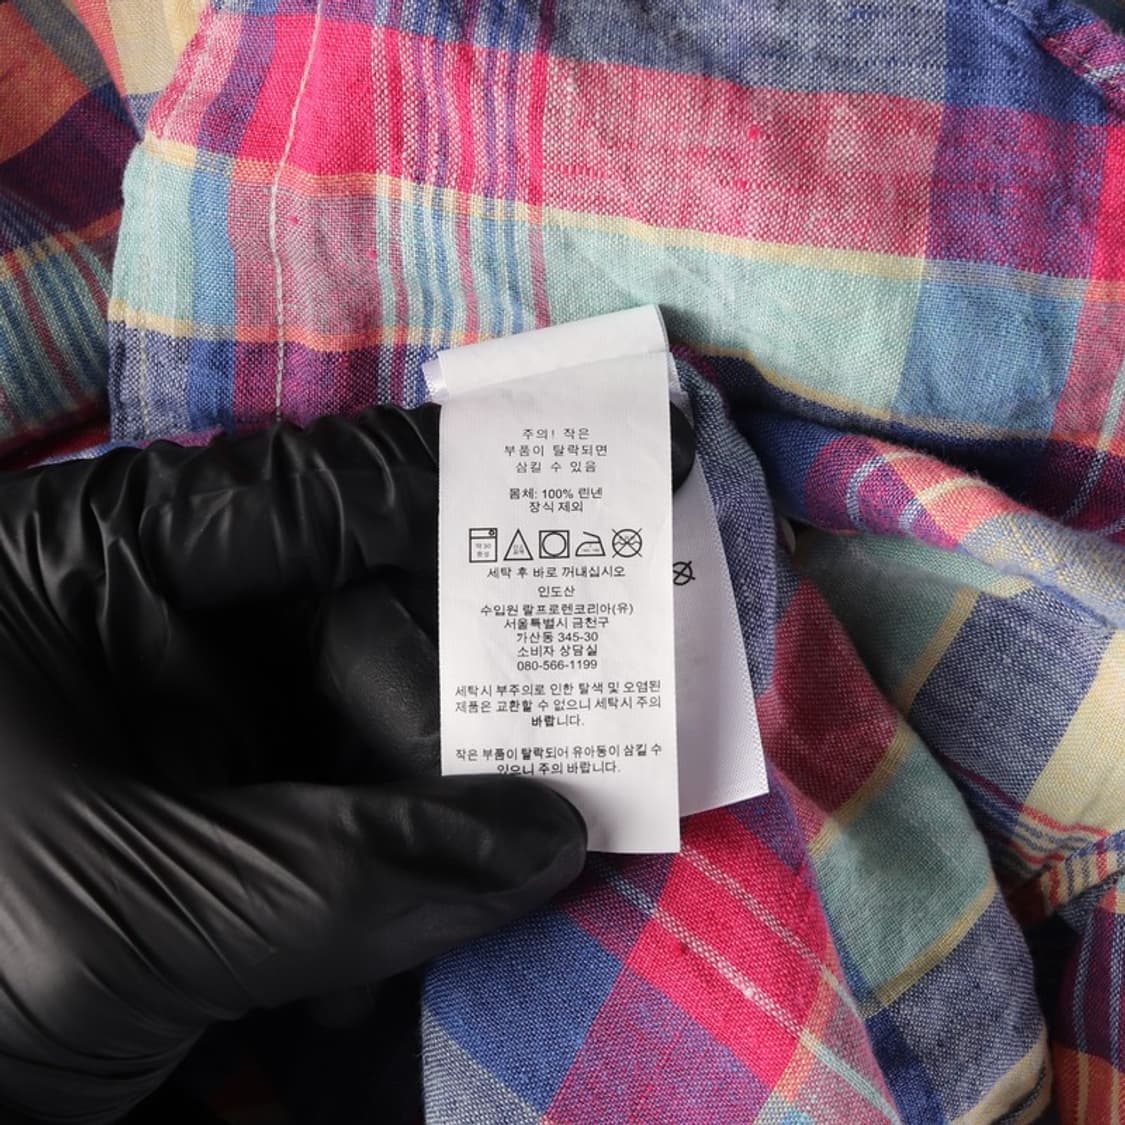 주의! 작은
부품이 탈락되면
삼킬 수 있음
몸체: 100% 린넨
장식 제외
약 30
중성
세탁 후 바로 꺼내십시오
인도산
수입원 랄프로렌코리아(유)
서울특별시 금천구
가산동 345-30
소비자 상담실
080-566-1199
세탁시 부주의로 인한 탈색 및 오염된
제품은 교환할 수 없으니 세탁시 주의
바랍니다.
작은 부품이 탈락되어 유아동이 삼킬 수
있으니 주의 바랍니다.